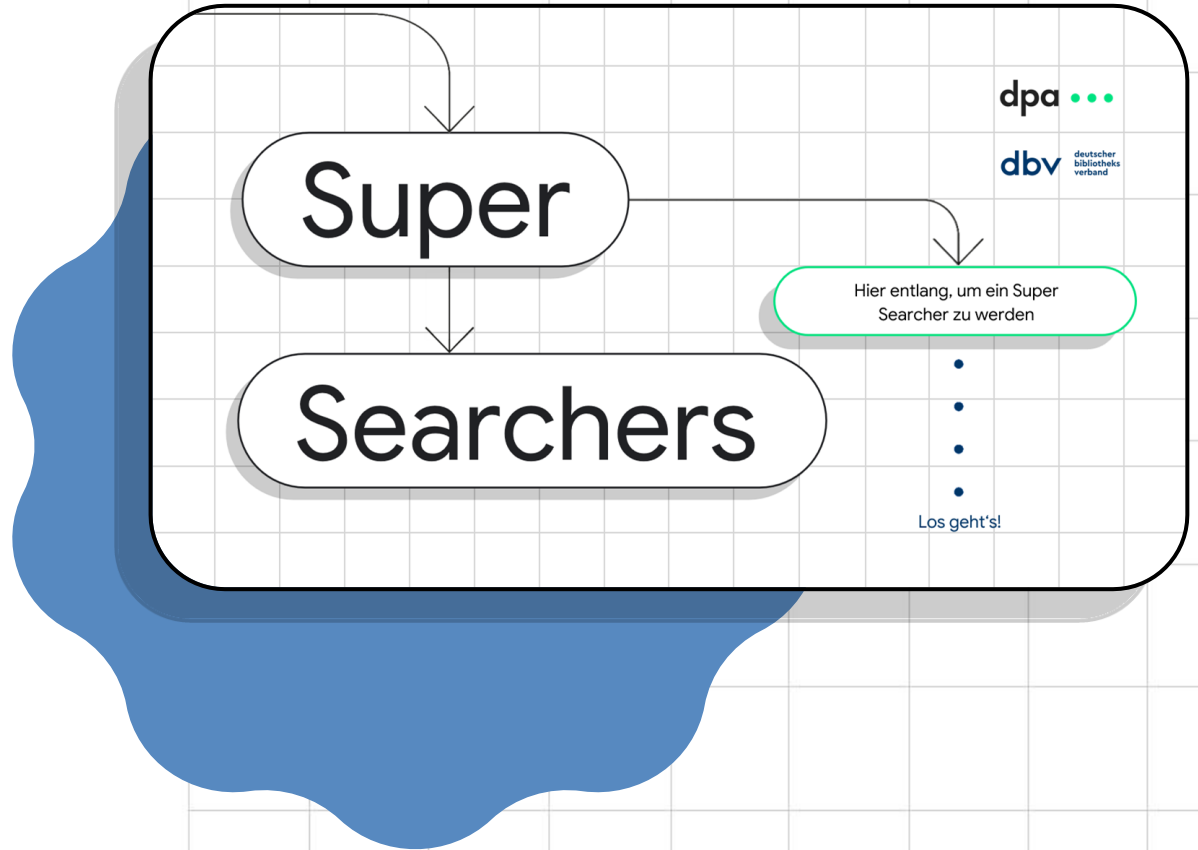 dpa
dbv
deutscher
bibliotheks
verband
Super
Hier entlang, um ein Super
Searcher zu werden
Searchers
Los geht‘s!